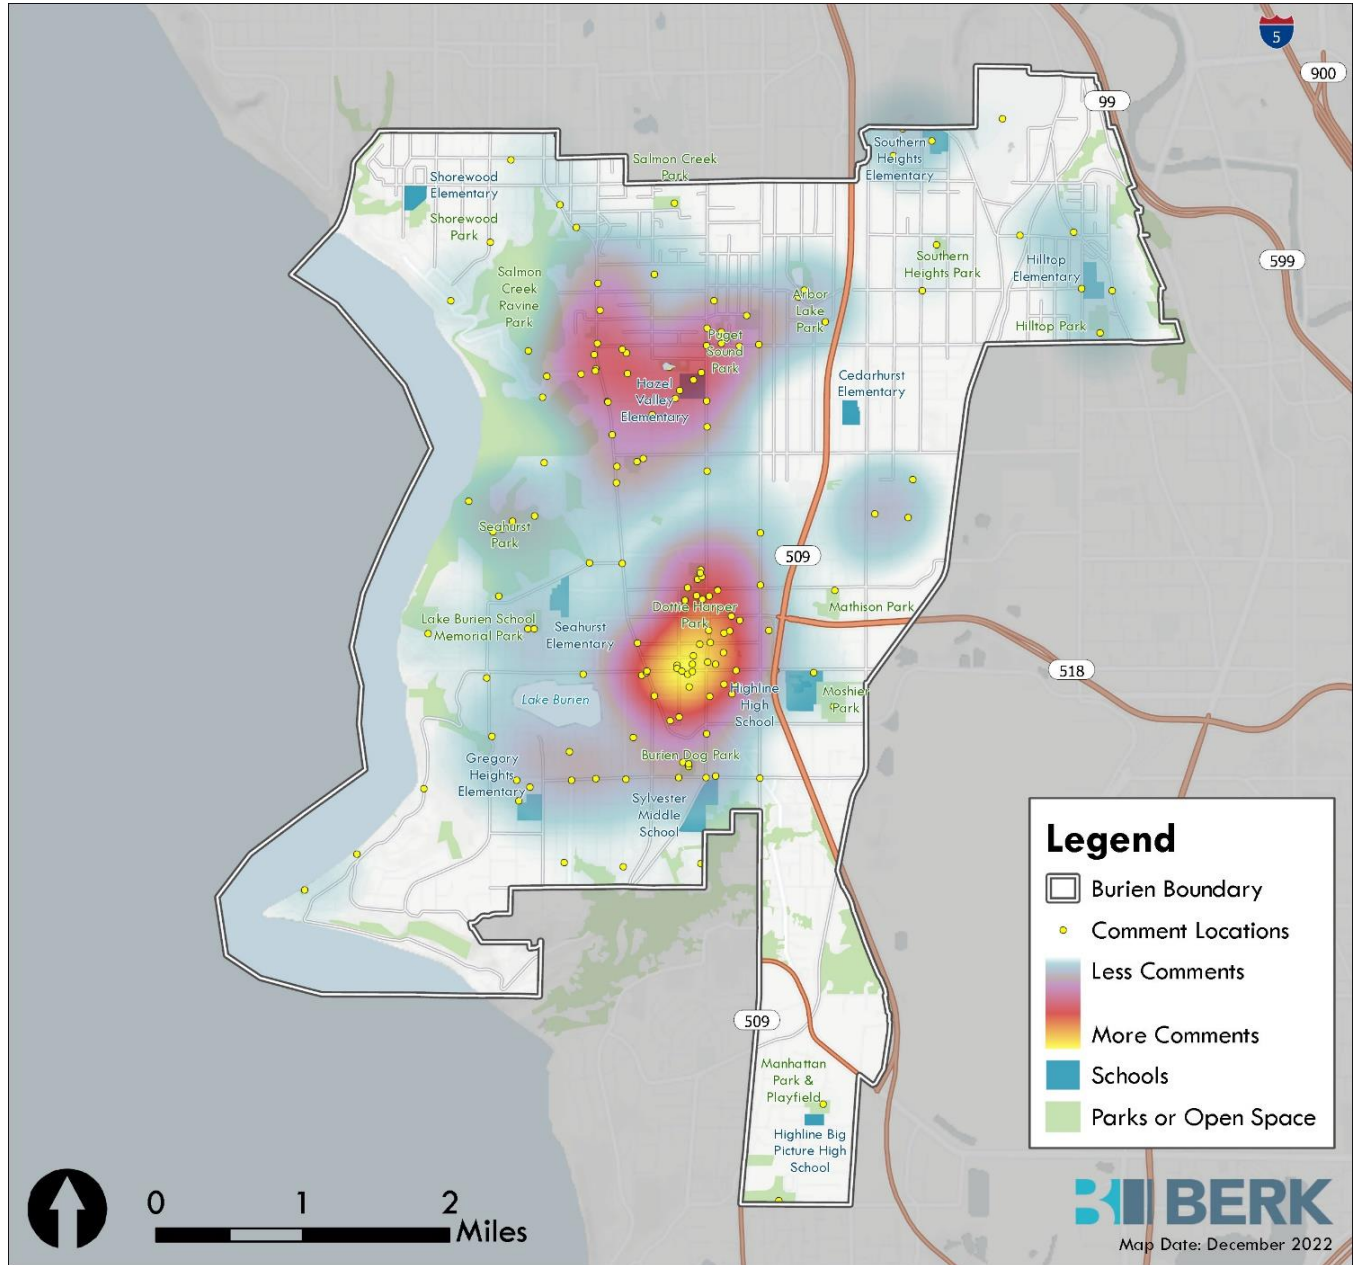 5
900
99
Salmon Creek
Park
Southern
Heights
Elementary
Shorewood
Elementary
Shorewood
Park
Southern
Heights Park
Hilltop
Elementary
599
Salmon
Creek
Ravine
Park
Arbor
Lake
Park
Hilltop Park
Puget
Sound
Park
Cedarhurst
Elementary
Hazel
Valley
Elementary
Seahurst
Park
509
Dottie Harper
Park
Mathison Park
Lake Burien School
Memorial Park
Seahurst
Elementary
518
Lake Burien
Highline
High
School
Moshier
Park
Burien Dog Park
Gregory
Heights
Elementary
Sylvester
Middle
School
Legend
Burien Boundary
Comment Locations
Less Comments
More Comments
Schools
Parks or Open Space
509
Manhattan
Park &
Playfield
Highline Big
Picture High
School
0 1 2
Miles
BERK
Map Date: December 2022